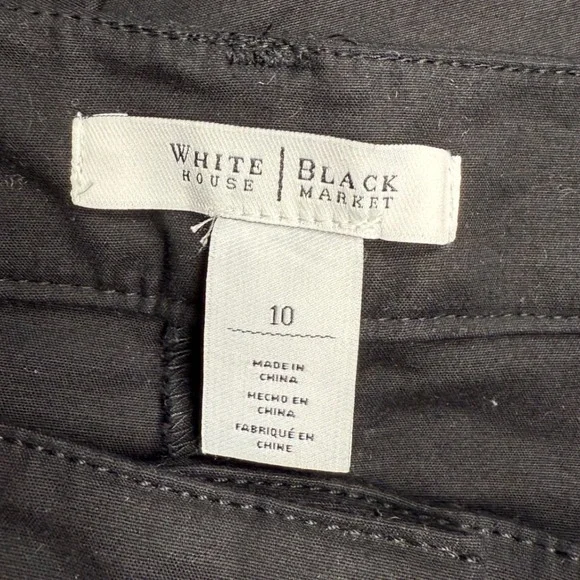 WHITE | BLACK
HOUSE | MARKET
10
MADE IN
CHINA
HECHO EN
CHINA
FABRIQUÉ EN
CHINE